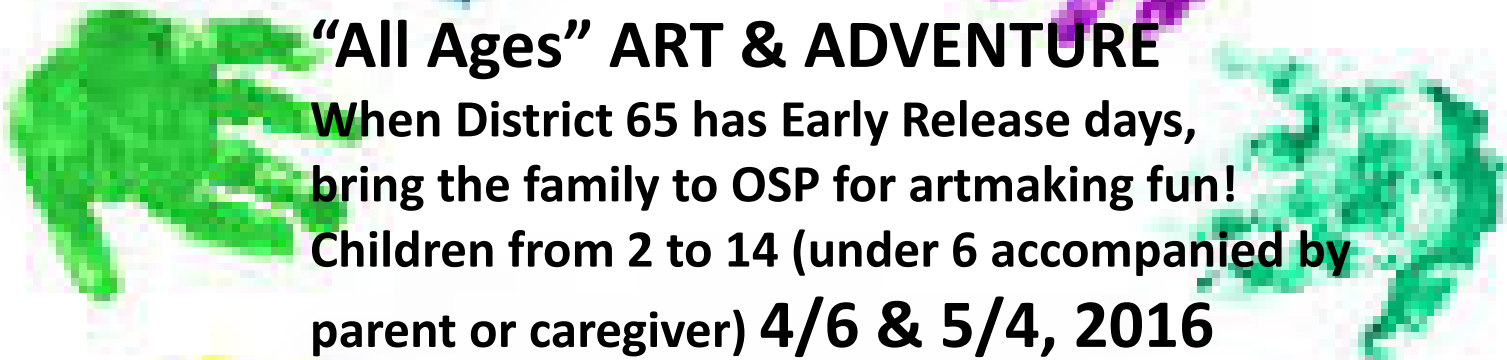 “All Ages” ART & ADVENTURE
When District 65 has Early Release days,
bring the family to OSP for artmaking fun!
Children from 2 to 14 (under 6 accompanied by
parent or caregiver) 4/6 & 5/4, 2016